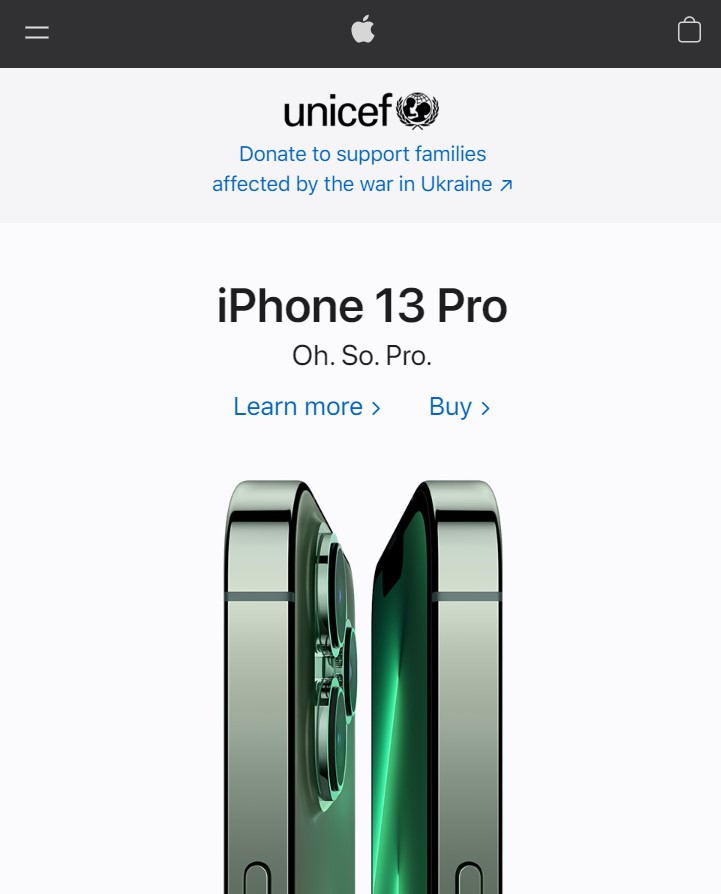 unicef
Donate to support families
affected by the war in Ukraine ↗
iPhone 13 Pro
Oh. So. Pro.
Learn more > Buy >